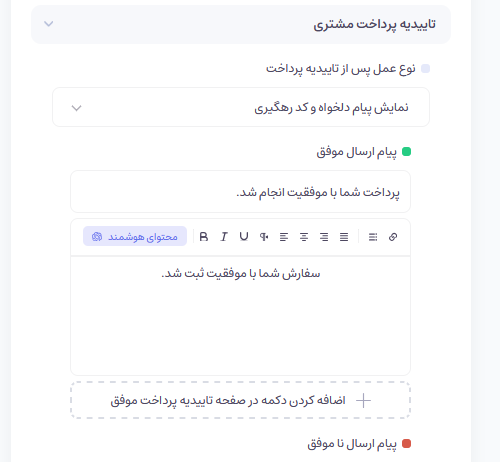 تاییدیه پرداخت مشتری
نوع عمل پس از تاییدیه پرداخت
نمایش پیام دلخواه و کد رهگیری
پیام ارسال موفق
پرداخت شما با موفقیت انجام شد.
محتوای هوشمند B I U
سفارش شما با موفقیت ثبت شد.
اضافه کردن دکمه در صفحه تاییدیه پرداخت موفق
پیام ارسال نا موفق